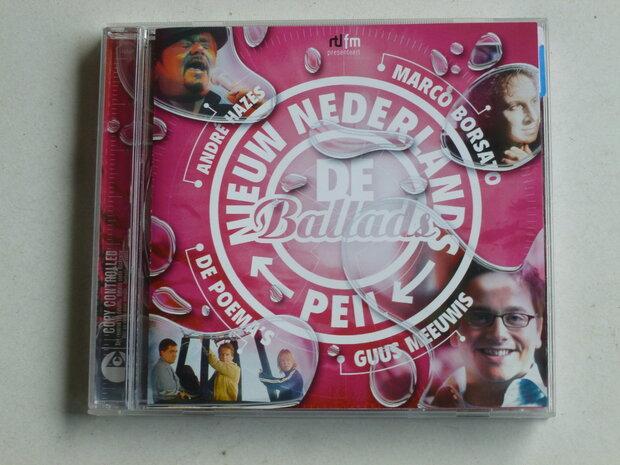 rtl fm
presenteert
ANDRÉ HAZES
MARCO BORSATO
NIEUW NEDERLANDS
DE
Ballads
PEIL
DE POEMA'S
GUUS MEEUWIS
COPY CONTROLLED